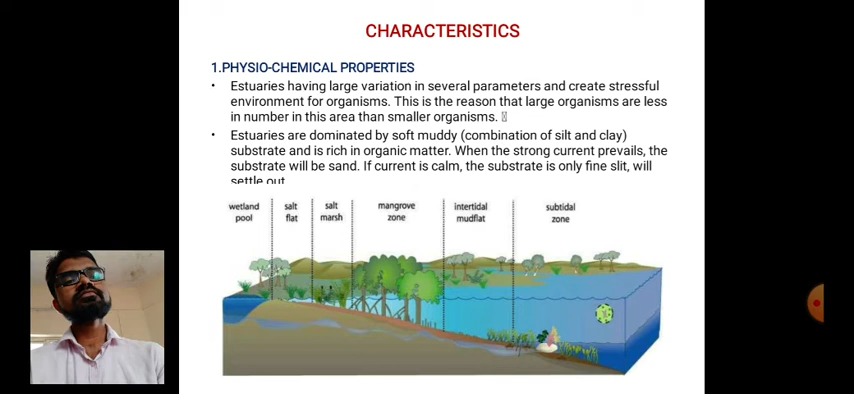 CHARACTERISTICS
1.PHYSIO-CHEMICAL PROPERTIES
• Estuaries having large variation in several parameters and create stressful
environment for organisms. This is the reason that large organisms are less
in number in this area than smaller organisms.
• Estuaries are dominated by soft muddy (combination of silt and clay)
substrate and is rich in organic matter. When the strong current prevails, the
substrate will be sand. If current is calm, the substrate is only fine slit, will
settle out
wetland pool
salt flat
salt marsh
mangrove zone
intertidal mudflat
subtidal zone